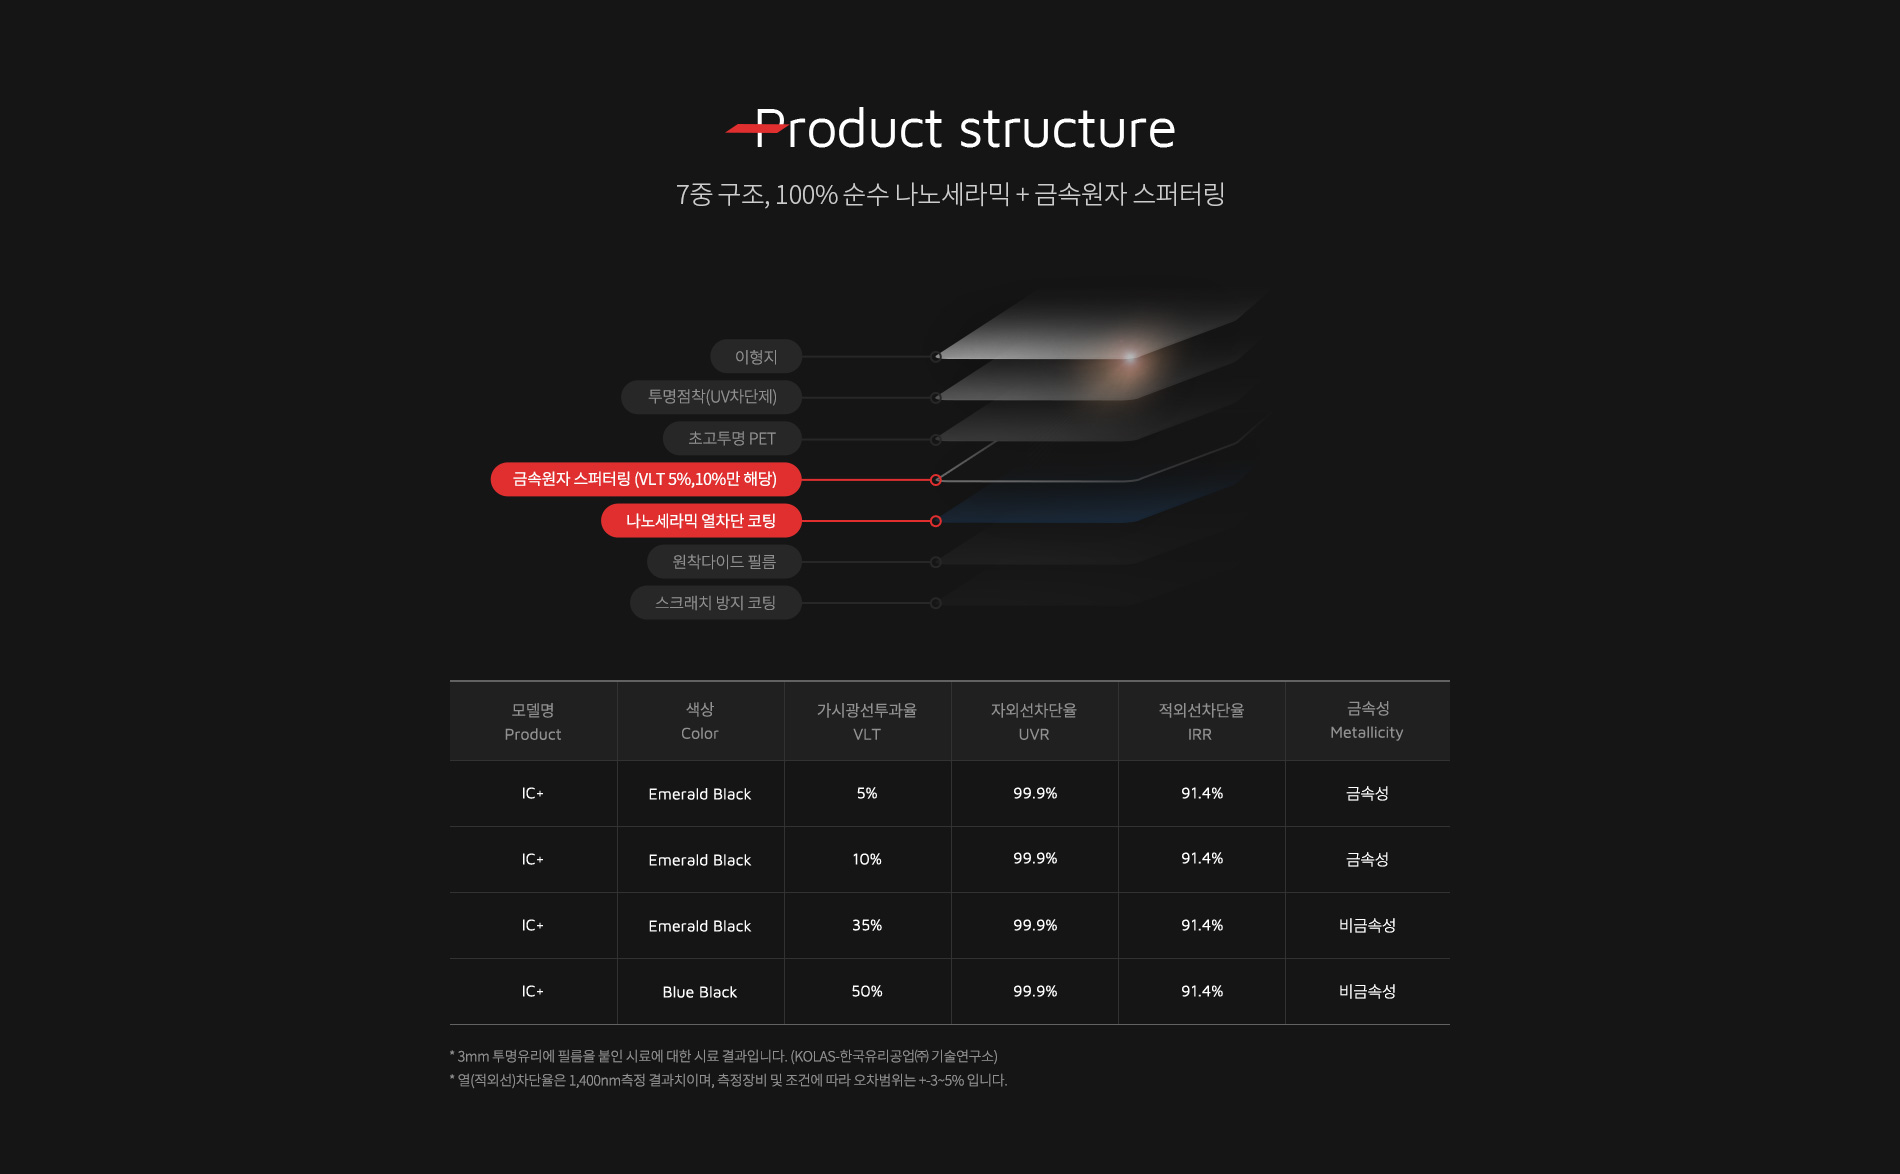 Product structure
7중 구조, 100% 순수 나노세라믹 + 금속원자 스퍼터링
이형지
투명점착(UV차단제)
초고투명 PET
금속원자 스퍼터링 (VLT 5%,10%만 해당)
나노세라믹 열차단 코팅
원착다이드 필름
스크래치 방지 코팅
모델명 색상 가시광선투과율 자외선차단율 적외선차단율 금속성
Product Color VLT UVR IRR Metallicity
IC+ Emerald Black 5% 99.9% 91.4% 금속성
IC+ Emerald Black 10% 99.9% 91.4% 금속성
IC+ Emerald Black 35% 99.9% 91.4% 비금속성
IC+ Blue Black 50% 99.9% 91.4% 비금속성
* 3mm 투명유리에 필름을 붙인 시료에 대한 시료 결과입니다. (KOLAS-한국유리공업㈜ 기술연구소)
* 열(적외선)차단율은 1,400nm측정 결과치이며, 측정장비 및 조건에 따라 오차범위는 +-3~5% 입니다.